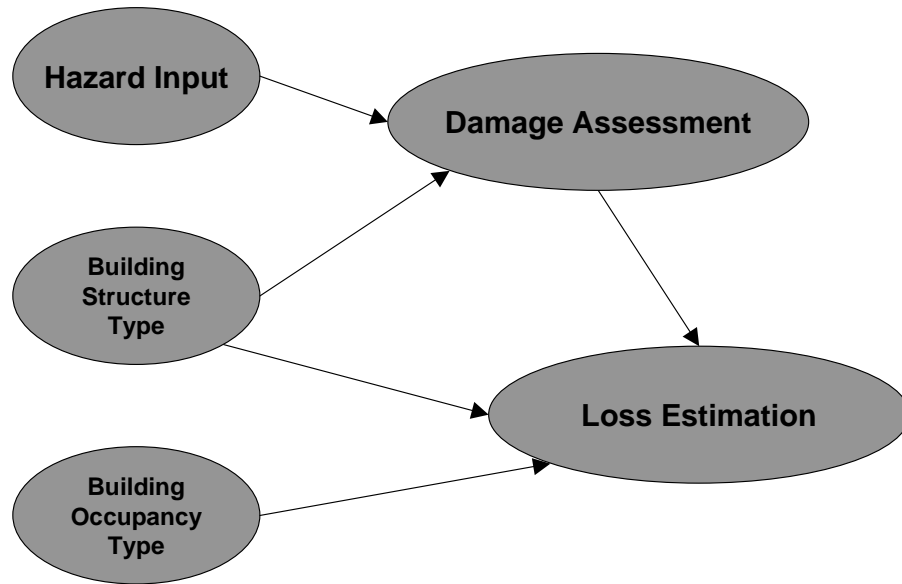 Hazard Input
Damage Assessment
Building
Structure
Type
Loss Estimation
Building
Occupancy
Type